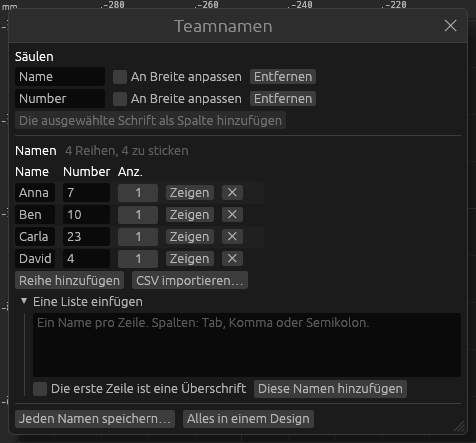 mm -280 -260 -240 -220
Teamnamen
Säulen
Name An Breite anpassen Entfernen
Number An Breite anpassen Entfernen
Die ausgewählte Schrift als Spalte hinzufügen
Namen 4 Reihen, 4 zu sticken
Name Number Anz.
Anna 7 1 Zeigen ×
Ben 10 1 Zeigen ×
Carla 23 1 Zeigen ×
David 4 1 Zeigen ×
Reihe hinzufügen CSV importieren…
Eine Liste einfügen
Ein Name pro Zeile. Spalten: Tab, Komma oder Semikolon.
Die erste Zeile ist eine Überschrift Diese Namen hinzufügen
Jeden Namen speichern… Alles in einem Design